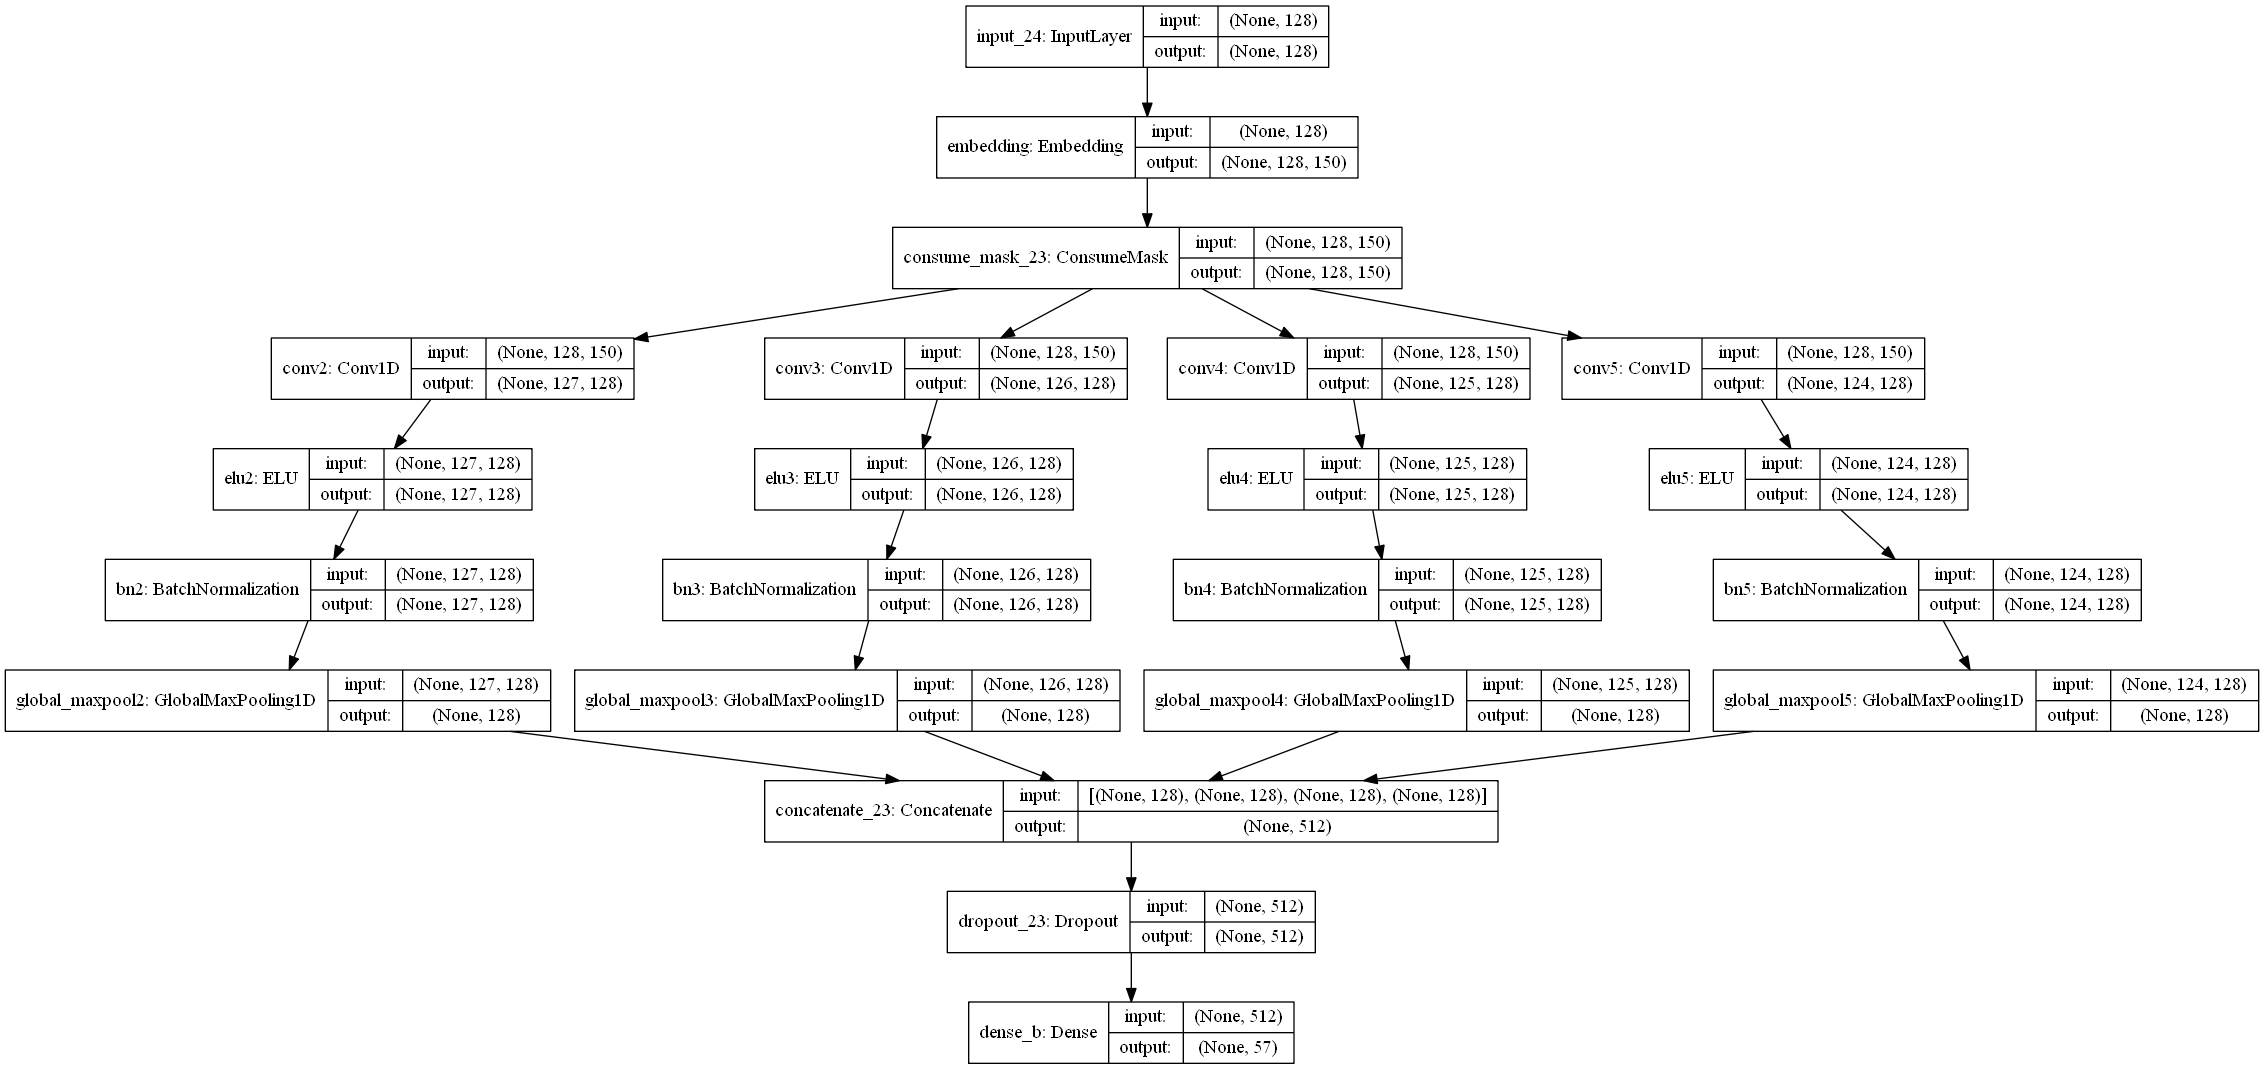 input_24: InputLayer
input: (None, 128)
output: (None, 128)
embedding: Embedding
input: (None, 128)
output: (None, 128, 150)
consume_mask_23: ConsumeMask
input: (None, 128, 150)
output: (None, 128, 150)
conv2: Conv1D
input: (None, 128, 150)
output: (None, 127, 128)
conv3: Conv1D
input: (None, 128, 150)
output: (None, 126, 128)
conv4: Conv1D
input: (None, 128, 150)
output: (None, 125, 128)
conv5: Conv1D
input: (None, 128, 150)
output: (None, 124, 128)
elu2: ELU
input: (None, 127, 128)
output: (None, 127, 128)
elu3: ELU
input: (None, 126, 128)
output: (None, 126, 128)
elu4: ELU
input: (None, 125, 128)
output: (None, 125, 128)
elu5: ELU
input: (None, 124, 128)
output: (None, 124, 128)
bn2: BatchNormalization
input: (None, 127, 128)
output: (None, 127, 128)
bn3: BatchNormalization
input: (None, 126, 128)
output: (None, 126, 128)
bn4: BatchNormalization
input: (None, 125, 128)
output: (None, 125, 128)
bn5: BatchNormalization
input: (None, 124, 128)
output: (None, 124, 128)
global_maxpool2: GlobalMaxPooling1D
input: (None, 127, 128)
output: (None, 128)
global_maxpool3: GlobalMaxPooling1D
input: (None, 126, 128)
output: (None, 128)
global_maxpool4: GlobalMaxPooling1D
input: (None, 125, 128)
output: (None, 128)
global_maxpool5: GlobalMaxPooling1D
input: (None, 124, 128)
output: (None, 128)
concatenate_23: Concatenate
input: [(None, 128), (None, 128), (None, 128), (None, 128)]
output: (None, 512)
dropout_23: Dropout
input: (None, 512)
output: (None, 512)
dense_b: Dense
input: (None, 512)
output: (None, 57)